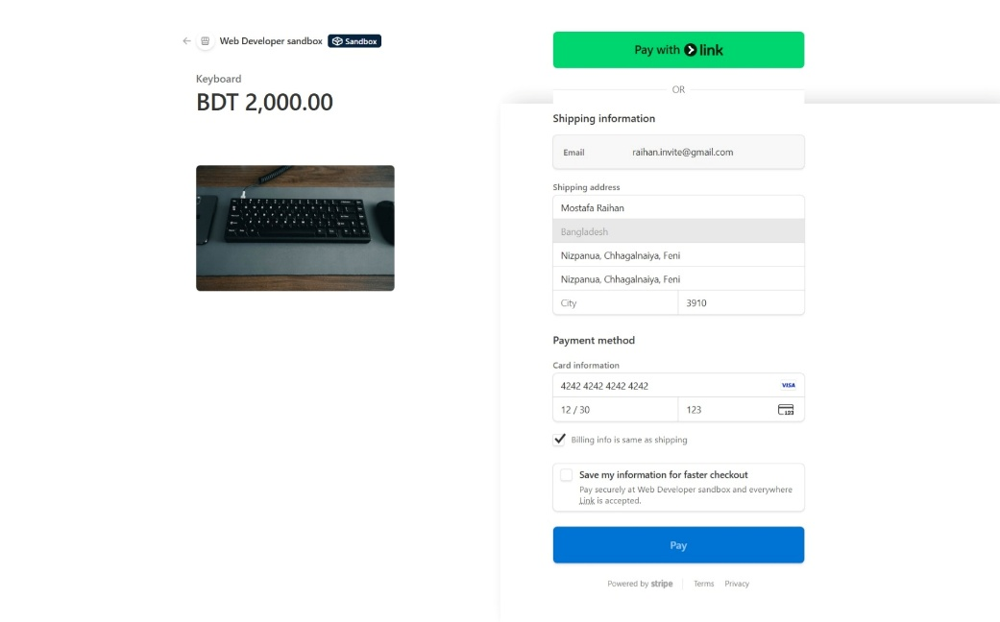 Web Developer sandbox Sandbox
Keyboard
BDT 2,000.00
Pay with link
OR
Shipping information
Email raihan.invite@gmail.com
Shipping address
Mostafa Raihan
Bangladesh
Nizpanua, Chhagalnaiya, Feni
Nizpanua, Chhagalnaiya, Feni
City 3910
Payment method
Card information
4242 4242 4242 4242 VISA
12 / 30 123 123
Billing info is same as shipping
Save my information for faster checkout
Pay securely at Web Developer sandbox and everywhere
Link is accepted.
Pay
Powered by stripe Terms Privacy